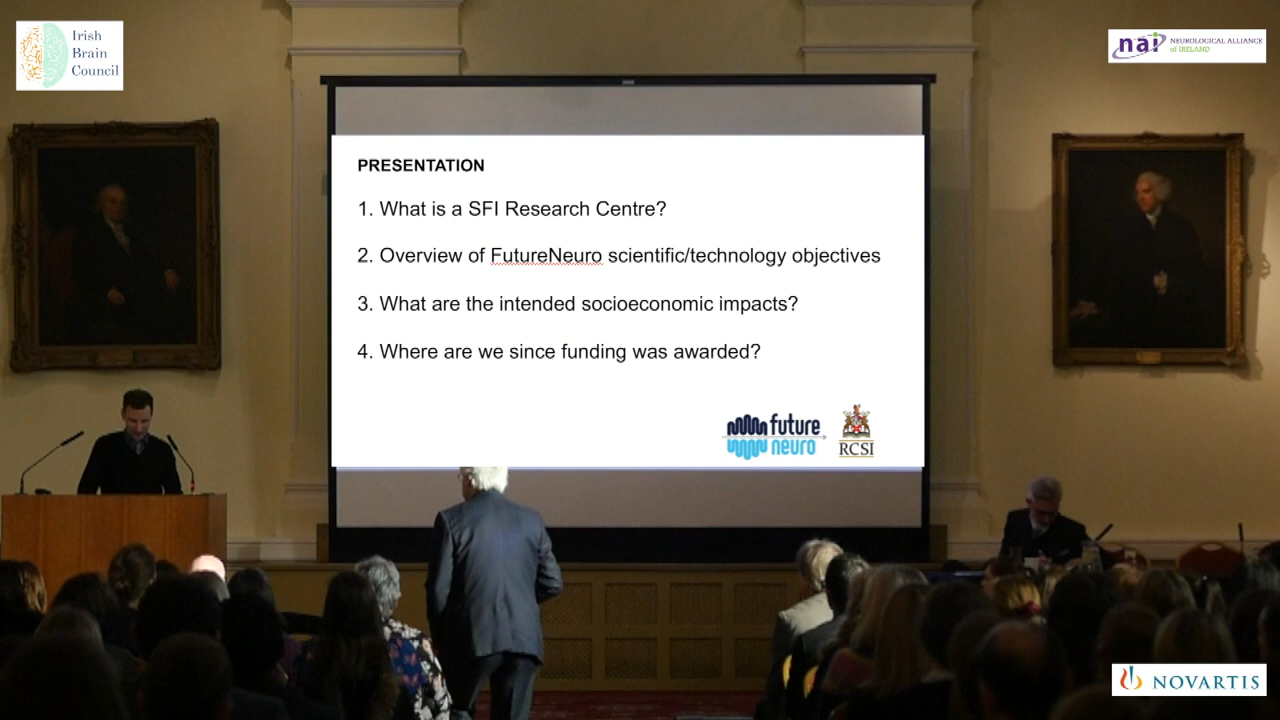 Irish
Brain
Council
nai NEUROLOGICAL ALLIANCE
of IRELAND
PRESENTATION
1. What is a SFI Research Centre?
2. Overview of FutureNeuro scientific/technology objectives
3. What are the intended socioeconomic impacts?
4. Where are we since funding was awarded?
future
neuro
RCSI
NOVARTIS